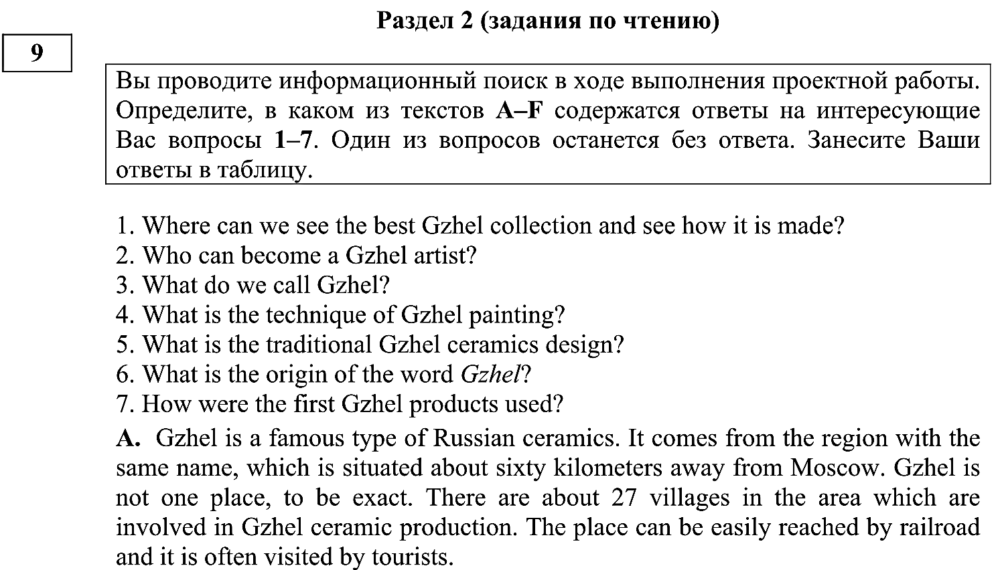 Раздел 2 (задания по чтению)
9
Вы проводите информационный поиск в ходе выполнения проектной работы.
Определите, в каком из текстов A–F содержатся ответы на интересующие
Вас вопросы 1–7. Один из вопросов останется без ответа. Занесите Ваши
ответы в таблицу.
1. Where can we see the best Gzhel collection and see how it is made?
2. Who can become a Gzhel artist?
3. What do we call Gzhel?
4. What is the technique of Gzhel painting?
5. What is the traditional Gzhel ceramics design?
6. What is the origin of the word Gzhel?
7. How were the first Gzhel products used?
A. Gzhel is a famous type of Russian ceramics. It comes from the region with the
same name, which is situated about sixty kilometers away from Moscow. Gzhel is
not one place, to be exact. There are about 27 villages in the area which are
involved in Gzhel ceramic production. The place can be easily reached by railroad
and it is often visited by tourists.